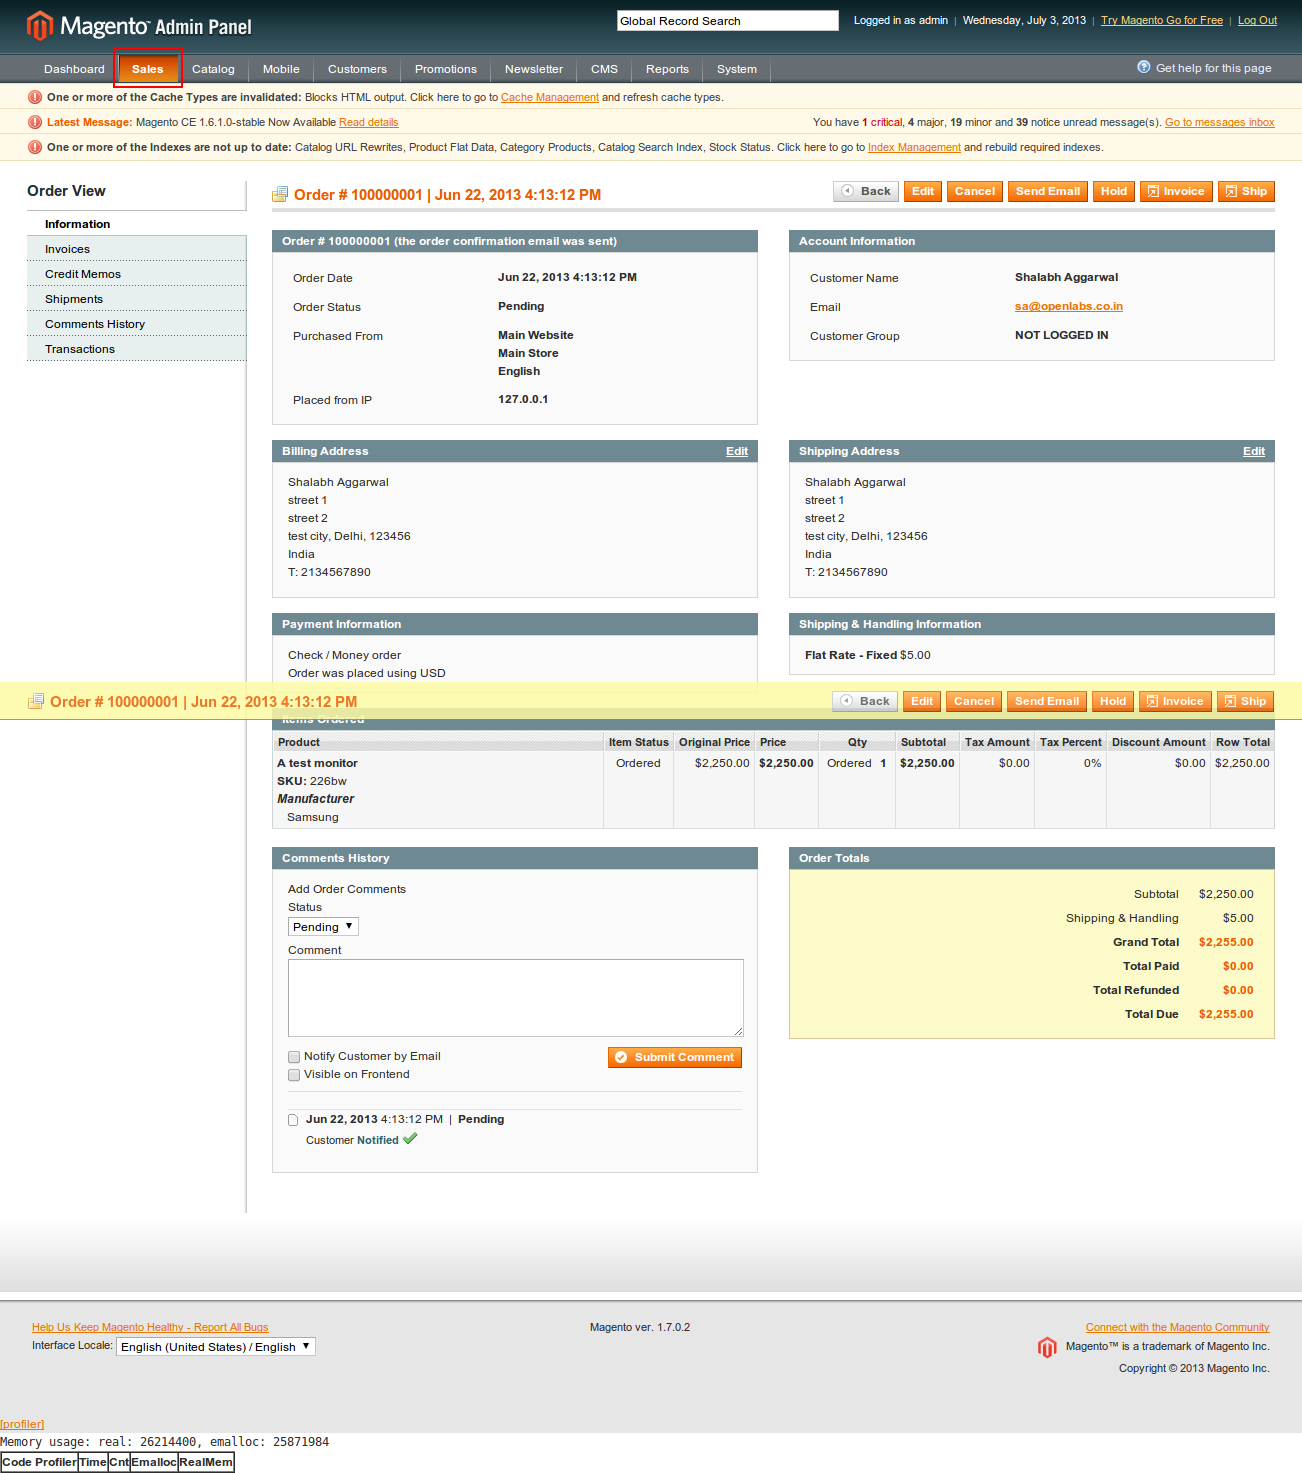 Magento™ Admin Panel
Global Record Search
Logged in as admin | Wednesday, July 3, 2013 | Try Magento Go for Free | Log Out
Dashboard Sales Catalog Mobile Customers Promotions Newsletter CMS Reports System
Get help for this page
One or more of the Cache Types are invalidated: Blocks HTML output. Click here to go to Cache Management and refresh cache types.
Latest Message: Magento CE 1.6.1.0-stable Now Available Read details
You have 1 critical, 4 major, 19 minor and 39 notice unread message(s). Go to messages inbox
One or more of the Indexes are not up to date: Catalog URL Rewrites, Product Flat Data, Category Products, Catalog Search Index, Stock Status. Click here to go to Index Management and rebuild required indexes.
Order View
Information
Invoices
Credit Memos
Shipments
Comments History
Transactions
Order # 100000001 | Jun 22, 2013 4:13:12 PM
Back Edit Cancel Send Email Hold Invoice Ship
Order # 100000001 (the order confirmation email was sent)
Order Date Jun 22, 2013 4:13:12 PM
Order Status Pending
Purchased From Main Website
Main Store
English
Placed from IP 127.0.0.1
Account Information
Customer Name Shalabh Aggarwal
Email sa@openlabs.co.in
Customer Group NOT LOGGED IN
Billing Address Edit
Shalabh Aggarwal
street 1
street 2
test city, Delhi, 123456
India
T: 2134567890
Shipping Address Edit
Shalabh Aggarwal
street 1
street 2
test city, Delhi, 123456
India
T: 2134567890
Payment Information
Check / Money order
Order was placed using USD
Shipping & Handling Information
Flat Rate - Fixed $5.00
Order # 100000001 | Jun 22, 2013 4:13:12 PM
Back Edit Cancel Send Email Hold Invoice Ship
Items Ordered
Product Item Status Original Price Price Qty Subtotal Tax Amount Tax Percent Discount Amount Row Total
A test monitor Ordered $2,250.00 $2,250.00 Ordered 1 $2,250.00 $0.00 0% $0.00 $2,250.00
SKU: 226bw
Manufacturer
Samsung
Comments History
Add Order Comments
Status
Pending
Comment
Notify Customer by Email
Submit Comment
Visible on Frontend
Jun 22, 2013 4:13:12 PM | Pending
Customer Notified
Order Totals
Subtotal $2,250.00
Shipping & Handling $5.00
Grand Total $2,255.00
Total Paid $0.00
Total Refunded $0.00
Total Due $2,255.00
Help Us Keep Magento Healthy - Report All Bugs
Interface Locale: English (United States) / English
Magento ver. 1.7.0.2
Connect with the Magento Community
Magento™ is a trademark of Magento Inc.
Copyright © 2013 Magento Inc.
[profiler]
Memory usage: real: 26214400, emalloc: 25871984
Code Profiler Time Cnt Emalloc RealMem